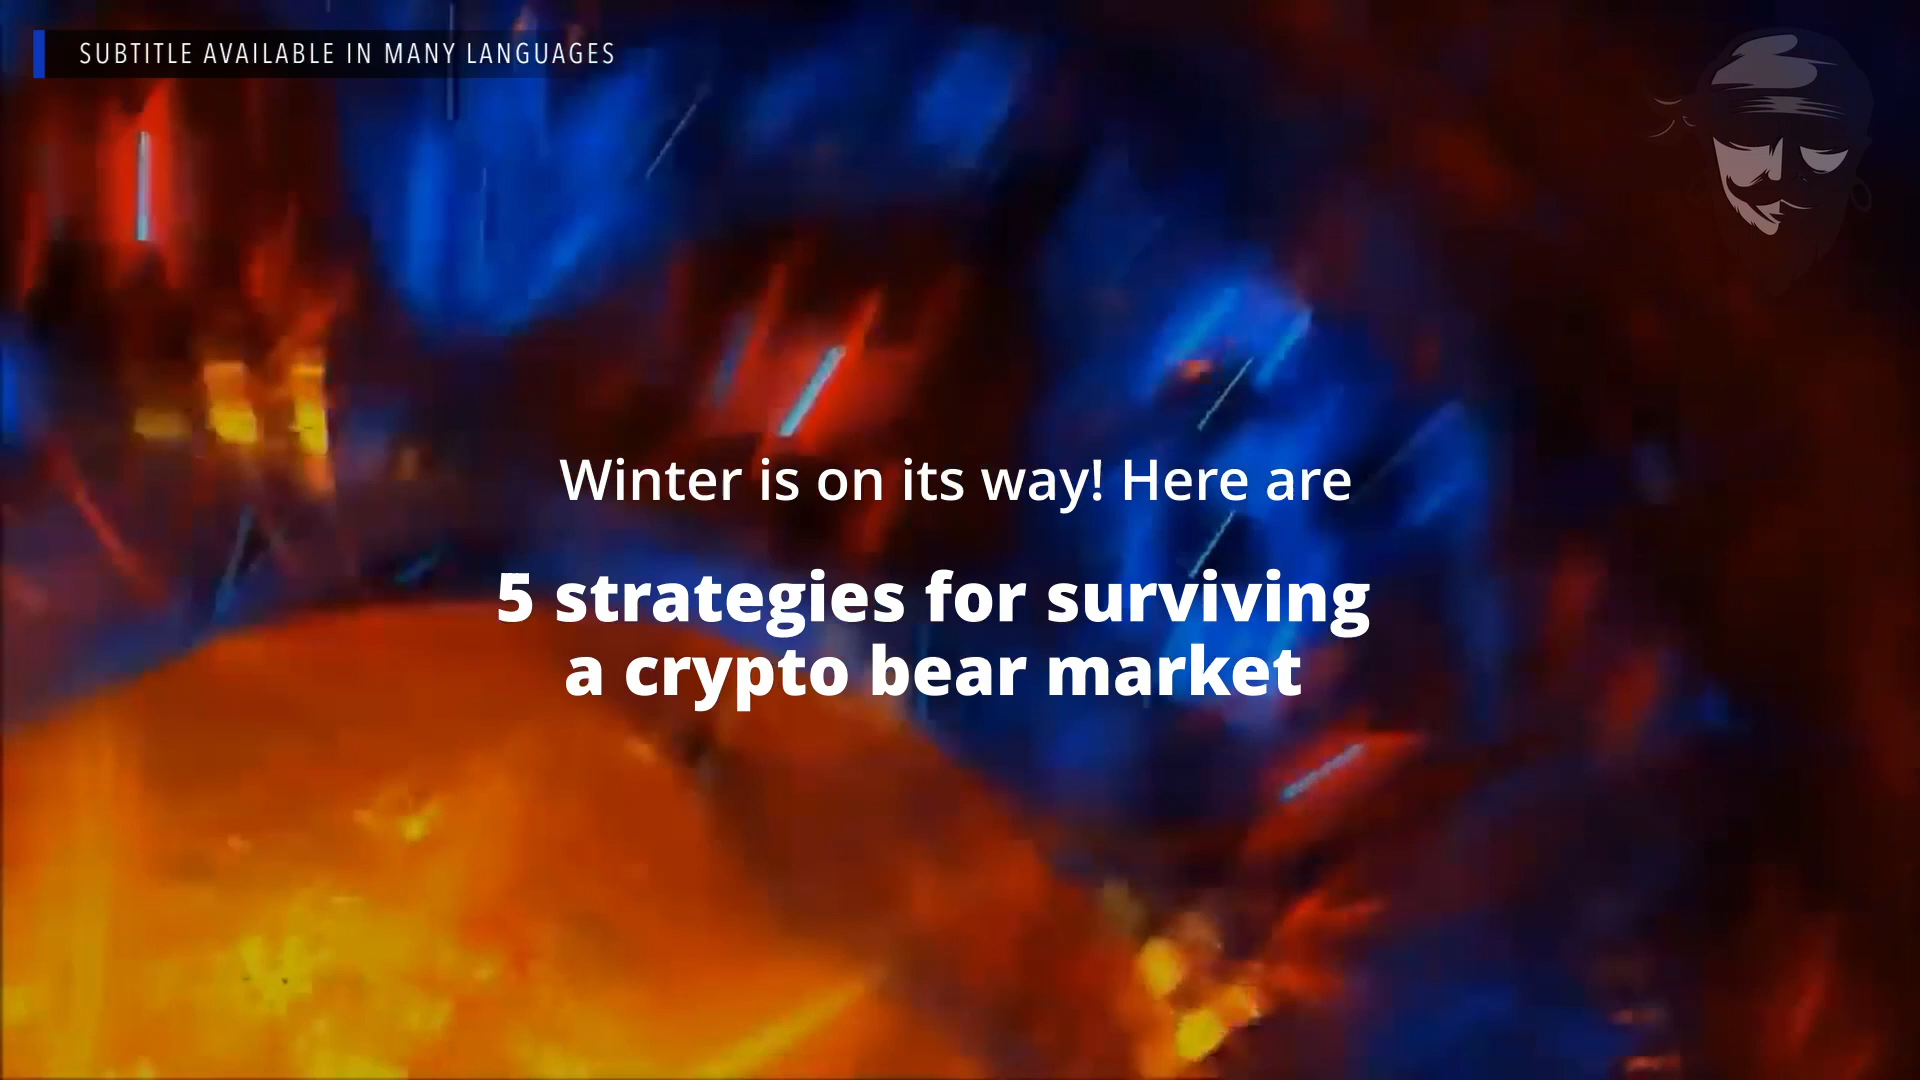 SUBTITLE AVAILABLE IN MANY LANGUAGES
Winter is on its way! Here are
5 strategies for surviving
a crypto bear market